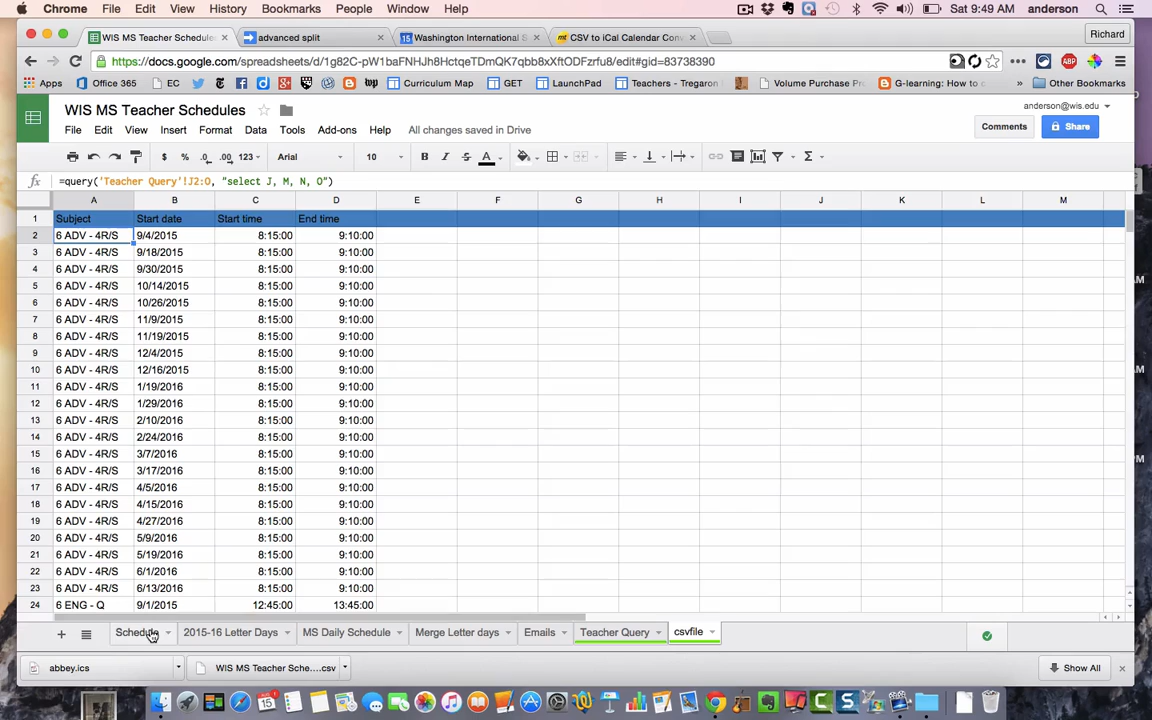 Chrome File Edit View History Bookmarks People Window Help Sat 9:49 AM anderson
WIS MS Teacher Schedules advanced split Washington International S CSV to iCal Calendar Conv Richard
https://docs.google.com/spreadsheets/d/1g82C-pW1baFNHJh8HctqeTDmQK7qbb8xXftODFzrfu8/edit#gid=83738390
Apps Office 365 EC wip Curriculum Map GET LaunchPad Teachers - Tregaron Volume Purchase Pro G-learning: How to c » Other Bookmarks
WIS MS Teacher Schedules anderson@wis.edu
File Edit View Insert Format Data Tools Add-ons Help All changes saved in Drive Comments Share
$ % .0 .00 123 Arial 10 B I S A
fx =query('Teacher Query'!J2:O, "select J, M, N, O")
A B C D E F G H I J K L M
1 Subject Start date Start time End time
2 6 ADV - 4R/S 9/4/2015 8:15:00 9:10:00
3 6 ADV - 4R/S 9/18/2015 8:15:00 9:10:00
4 6 ADV - 4R/S 9/30/2015 8:15:00 9:10:00
5 6 ADV - 4R/S 10/14/2015 8:15:00 9:10:00
6 6 ADV - 4R/S 10/26/2015 8:15:00 9:10:00
7 6 ADV - 4R/S 11/9/2015 8:15:00 9:10:00
8 6 ADV - 4R/S 11/19/2015 8:15:00 9:10:00
9 6 ADV - 4R/S 12/4/2015 8:15:00 9:10:00
10 6 ADV - 4R/S 12/16/2015 8:15:00 9:10:00
11 6 ADV - 4R/S 1/19/2016 8:15:00 9:10:00
12 6 ADV - 4R/S 1/29/2016 8:15:00 9:10:00
13 6 ADV - 4R/S 2/10/2016 8:15:00 9:10:00
14 6 ADV - 4R/S 2/24/2016 8:15:00 9:10:00
15 6 ADV - 4R/S 3/7/2016 8:15:00 9:10:00
16 6 ADV - 4R/S 3/17/2016 8:15:00 9:10:00
17 6 ADV - 4R/S 4/5/2016 8:15:00 9:10:00
18 6 ADV - 4R/S 4/15/2016 8:15:00 9:10:00
19 6 ADV - 4R/S 4/27/2016 8:15:00 9:10:00
20 6 ADV - 4R/S 5/9/2016 8:15:00 9:10:00
21 6 ADV - 4R/S 5/19/2016 8:15:00 9:10:00
22 6 ADV - 4R/S 6/1/2016 8:15:00 9:10:00
23 6 ADV - 4R/S 6/13/2016 8:15:00 9:10:00
24 6 ENG - Q 9/1/2015 12:45:00 13:45:00
Schedule 2015-16 Letter Days MS Daily Schedule Merge Letter days Emails Teacher Query csvfile
abbey.ics WIS MS Teacher Sche....csv Show All